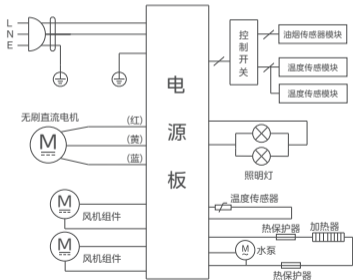 L
N
E
无刷直流电机
M
(红)
(黄)
(蓝)
M
风机组件
M
风机组件
电源板
控制开关
油烟传感器模块
温度传感模块
温度传感模块
照明灯
温度传感器
热保护器
加热器
M
水泵
热保护器